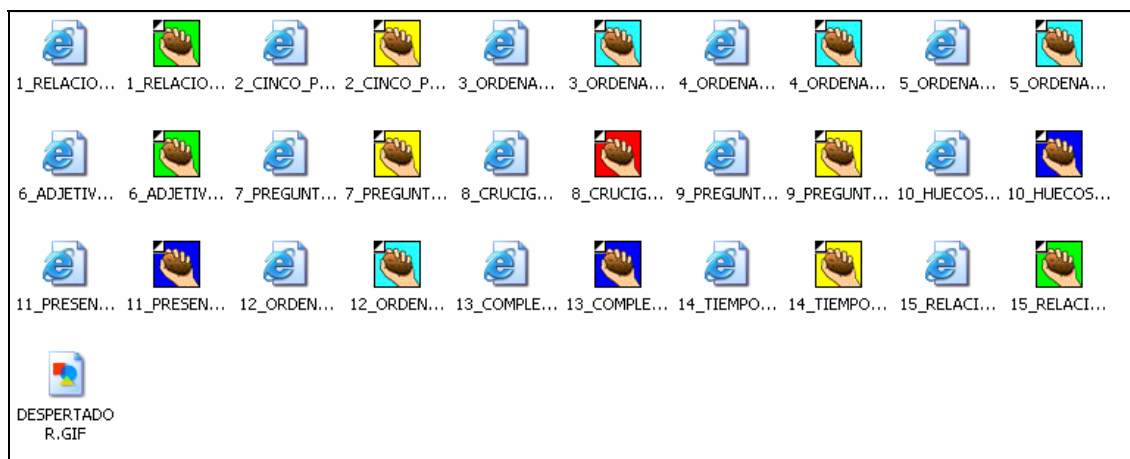 1_RELACIO... 1_RELACIO... 2_CINCO_P... 2_CINCO_P... 3_ORDENA... 3_ORDENA... 4_ORDENA... 4_ORDENA... 5_ORDENA... 5_ORDENA...
6_ADJETIV... 6_ADJETIV... 7_PREGUNT... 7_PREGUNT... 8_CRUCIG... 8_CRUCIG... 9_PREGUNT... 9_PREGUNT... 10_HUECOS... 10_HUECOS...
11_PRESEN... 11_PRESEN... 12_ORDEN... 12_ORDEN... 13_COMPLE... 13_COMPLE... 14_TIEMPO... 14_TIEMPO... 15_RELACI... 15_RELACI...
DESPERTADO
R.GIF